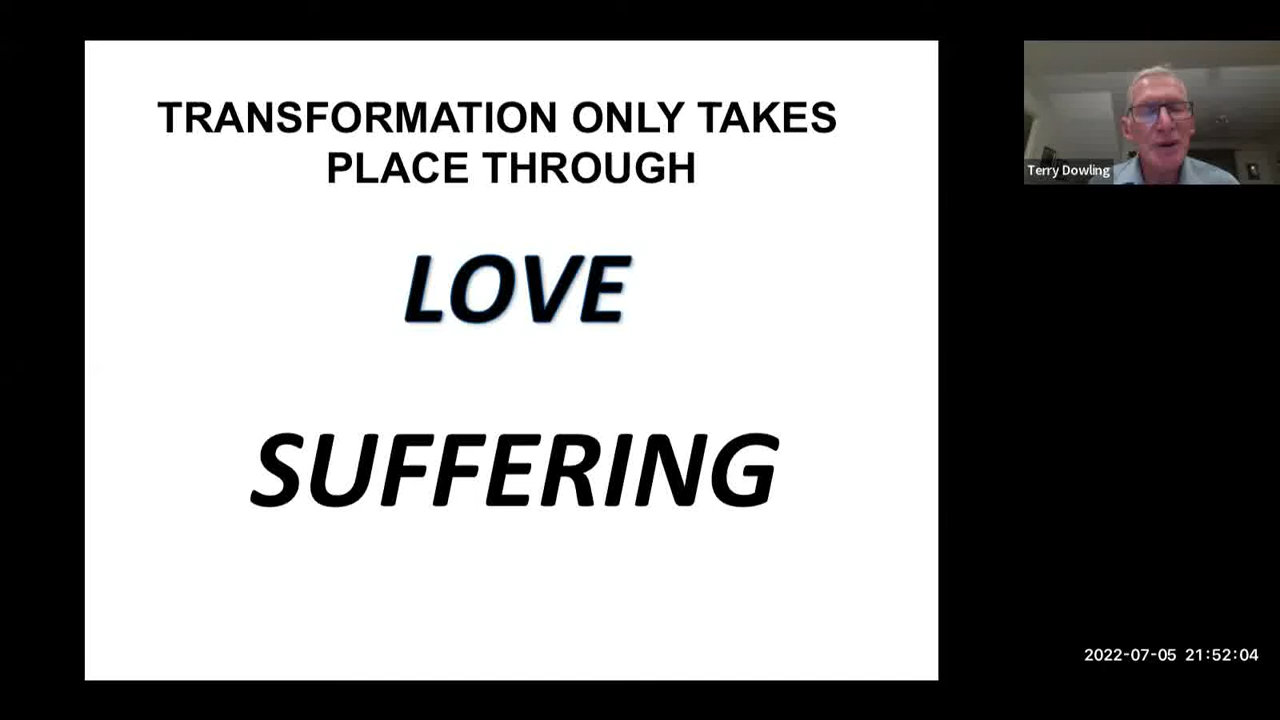 TRANSFORMATION ONLY TAKES
PLACE THROUGH
LOVE
SUFFERING
Terry Dowling
2022-07-05 21:52:04